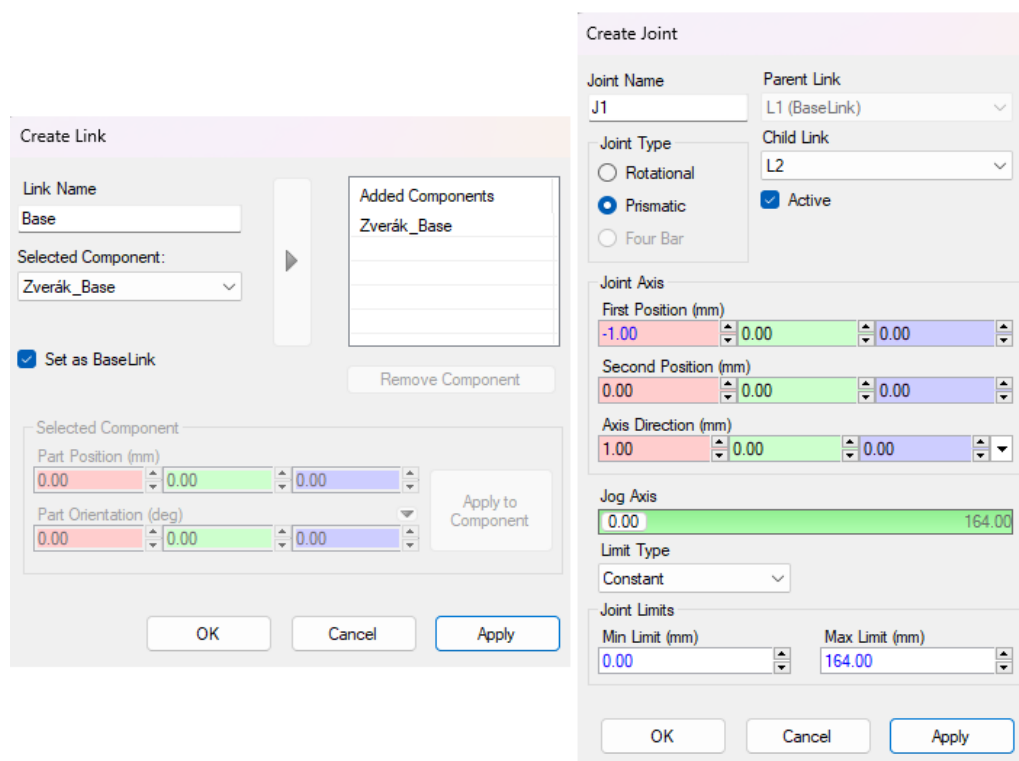 Create Link
Link Name
Base
Selected Component:
Zverák_Base
Set as BaseLink
Added Components
Zverák_Base
Remove Component
Selected Component
Part Position (mm)
0.00 0.00 0.00
Part Orientation (deg)
0.00 0.00 0.00
Apply to
Component
OK Cancel Apply
Create Joint
Joint Name
J1
Parent Link
L1 (BaseLink)
Joint Type
Rotational
Prismatic
Four Bar
Child Link
L2
Active
Joint Axis
First Position (mm)
-1.00 0.00 0.00
Second Position (mm)
0.00 0.00 0.00
Axis Direction (mm)
1.00 0.00 0.00
Jog Axis
0.00 164.00
Limit Type
Constant
Joint Limits
Min Limit (mm) Max Limit (mm)
0.00 164.00
OK Cancel Apply